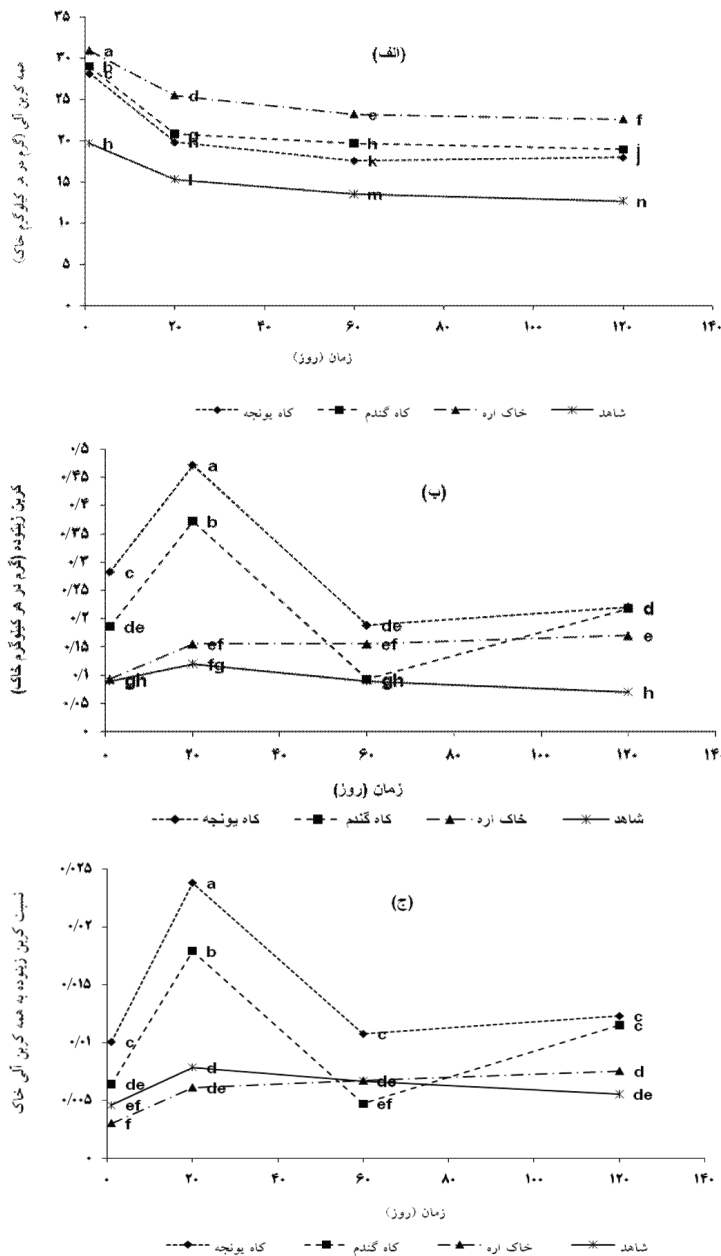 (الف)
همه کربن آلی (گرم در هر کیلوگرم خاک)
۳۵
۳۰
۲۵
۲۰
۱۵
۱۰
۵
۰
a
b
c
d
g
h
e
h
k
f
j
j
h
l
m
n
۰ ۲۰ ۴۰ ۶۰ ۸۰ ۱۰۰ ۱۲۰ ۱۴۰
زمان (روز)
کاه یونجه کاه گندم خاک اره شاهد
(ب)
کربن زیتوده (گرم در هر کیلوگرم خاک)
۰/۵
۰/۴۵
۰/۴
۰/۳۵
۰/۳
۰/۲۵
۰/۲
۰/۱۵
۰/۱
۰/۰۵
۰
a
b
c
de
de
d
ef
ef
e
gh
fg
gh
h
۰ ۲۰ ۴۰ ۶۰ ۸۰ ۱۰۰ ۱۲۰ ۱۴۰
زمان (روز)
کاه یونجه کاه گندم خاک اره شاهد
(ج)
نسبت کربن زیتوده به همه کربن آلی خاک
۰/۰۲۵
۰/۰۲
۰/۰۱۵
۰/۰۱
۰/۰۰۵
۰
a
b
c
c
c
c
de
d
de
d
ef
de
ef
de
f
۰ ۲۰ ۴۰ ۶۰ ۸۰ ۱۰۰ ۱۲۰ ۱۴۰
زمان (روز)
کاه یونجه کاه گندم خاک اره شاهد